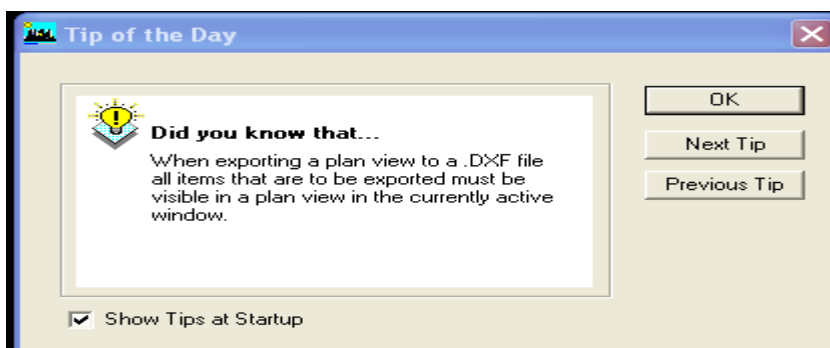 Tip of the Day
Did you know that...
When exporting a plan view to a .DXF file
all items that are to be exported must be
visible in a plan view in the currently active
window.
OK
Next Tip
Previous Tip
Show Tips at Startup